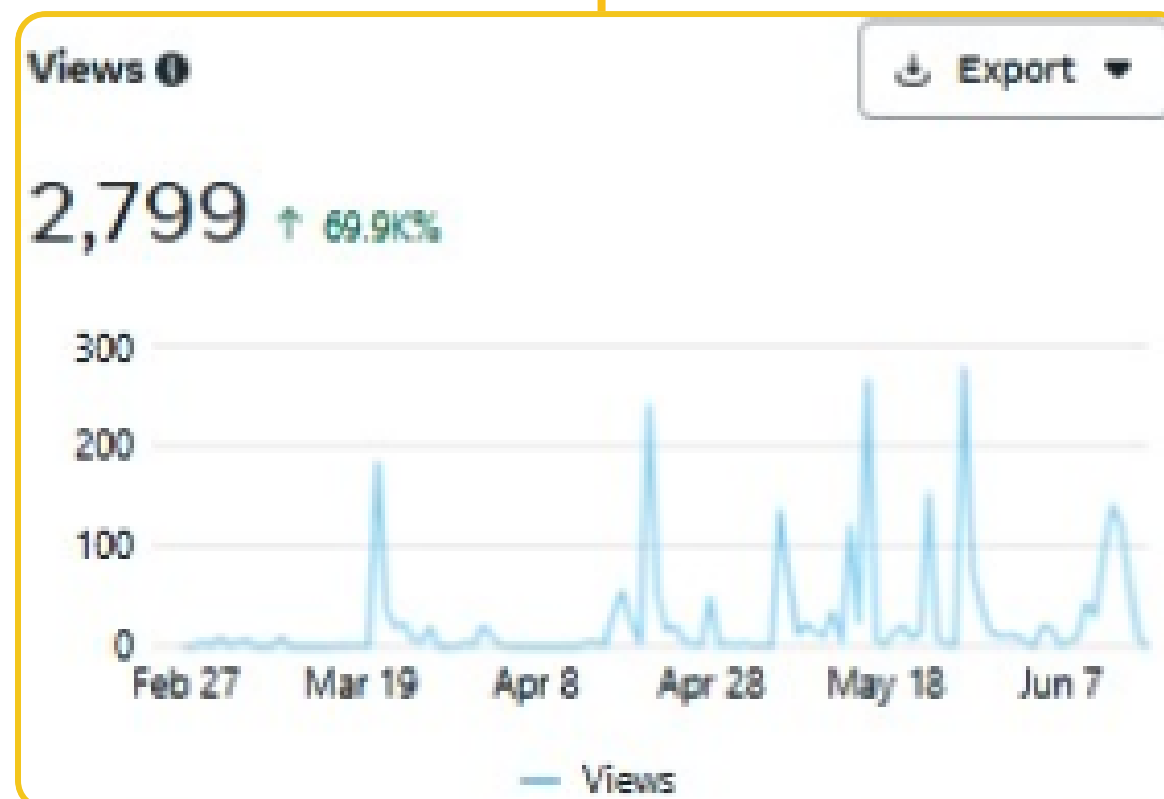 Views
Export
2,799 ↑ 69.9K%
300
200
100
0
Feb 27 Mar 19 Apr 8 Apr 28 May 18 Jun 7
Views